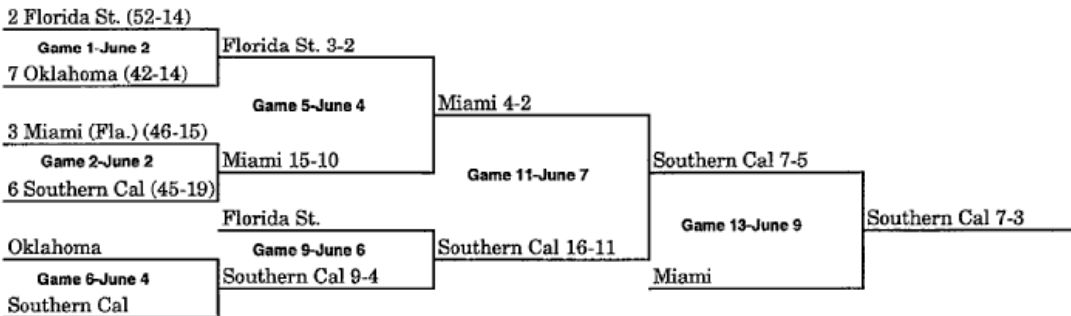 2 Florida St. (52-14)
Game 1-June 2
7 Oklahoma (42-14)
Florida St. 3-2
Game 5-June 4
3 Miami (Fla.) (46-15)
Game 2-June 2
6 Southern Cal (45-19)
Miami 15-10
Miami 4-2
Game 11-June 7
Oklahoma
Game 6-June 4
Southern Cal
Florida St.
Game 9-June 6
Southern Cal 9-4
Southern Cal 16-11
Southern Cal 7-5
Game 13-June 9
Miami
Southern Cal 7-3